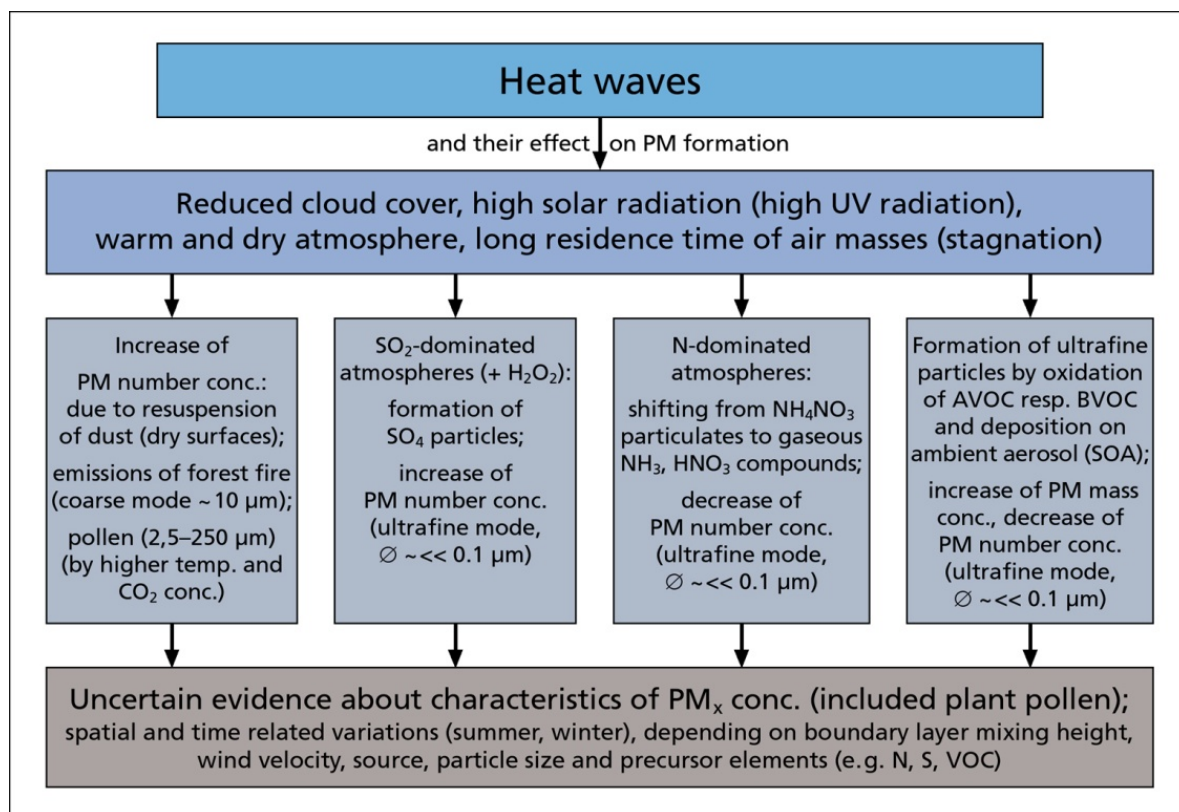 Heat waves
and their effect on PM formation
Reduced cloud cover, high solar radiation (high UV radiation),
warm and dry atmosphere, long residence time of air masses (stagnation)
Increase of
PM number conc.:
due to resuspension
of dust (dry surfaces);
emissions of forest fire
(coarse mode ~ 10 µm);
pollen (2,5–250 µm)
(by higher temp. and
CO₂ conc.)
SO₂-dominated
atmospheres (+ H₂O₂):
formation of
SO₄ particles;
increase of
PM number conc.
(ultrafine mode,
∅ ~<< 0.1 µm)
N-dominated
atmospheres:
shifting from NH₄NO₃
particulates to gaseous
NH₃, HNO₃ compounds;
decrease of
PM number conc.
(ultrafine mode,
∅ ~<< 0.1 µm)
Formation of ultrafine
particles by oxidation
of AVOC resp. BVOC
and deposition on
ambient aerosol (SOA);
increase of PM mass
conc., decrease of
PM number conc.
(ultrafine mode,
∅ ~<< 0.1 µm)
Uncertain evidence about characteristics of PMₓ conc. (included plant pollen);
spatial and time related variations (summer, winter), depending on boundary layer mixing height,
wind velocity, source, particle size and precursor elements (e.g. N, S, VOC)